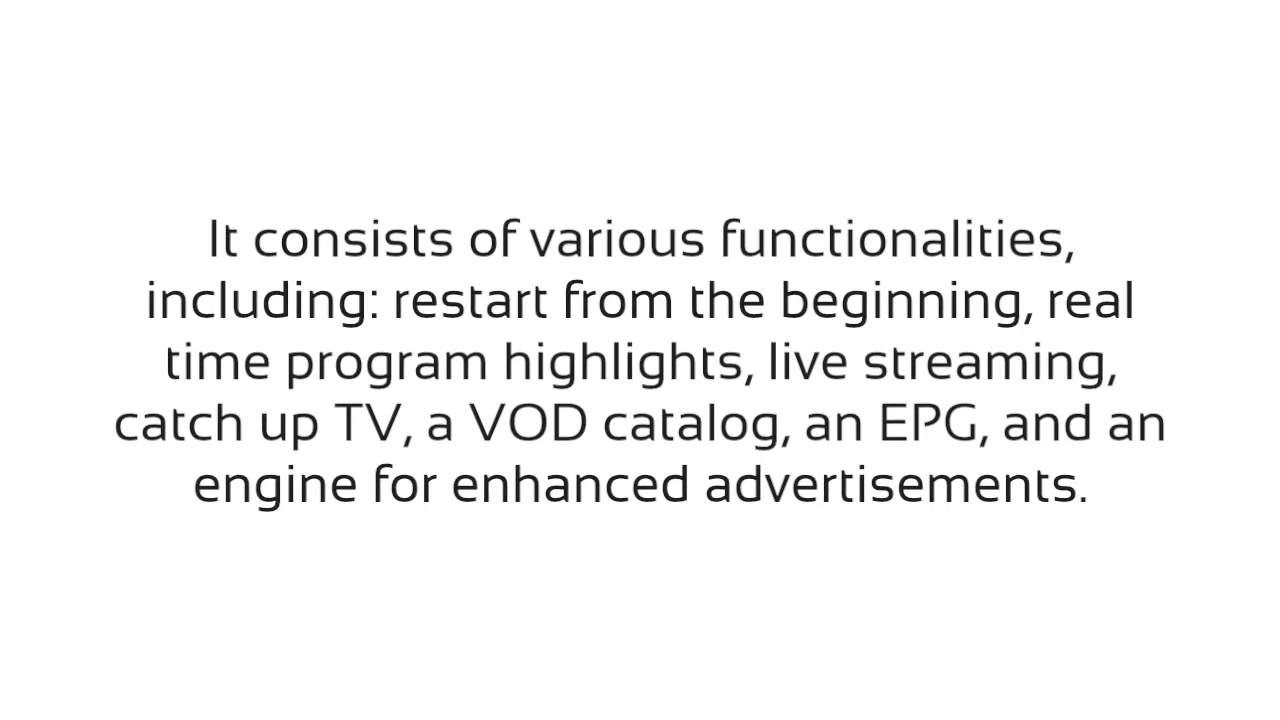 It consists of various functionalities,
including: restart from the beginning, real
time program highlights, live streaming,
catch up TV, a VOD catalog, an EPG, and an
engine for enhanced advertisements.